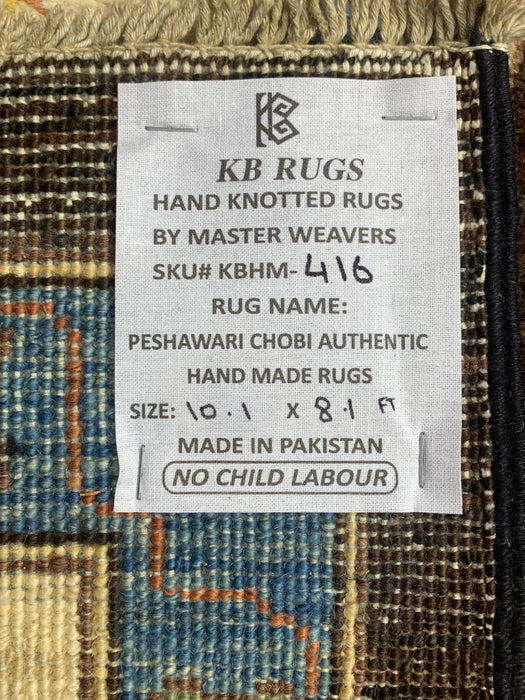 KB RUGS
HAND KNOTTED RUGS
BY MASTER WEAVERS
SKU# KBHM-416
RUG NAME:
PESHAWARI CHOBI AUTHENTIC
HAND MADE RUGS
SIZE: 10.1 X 8.1 FT
MADE IN PAKISTAN
NO CHILD LABOUR